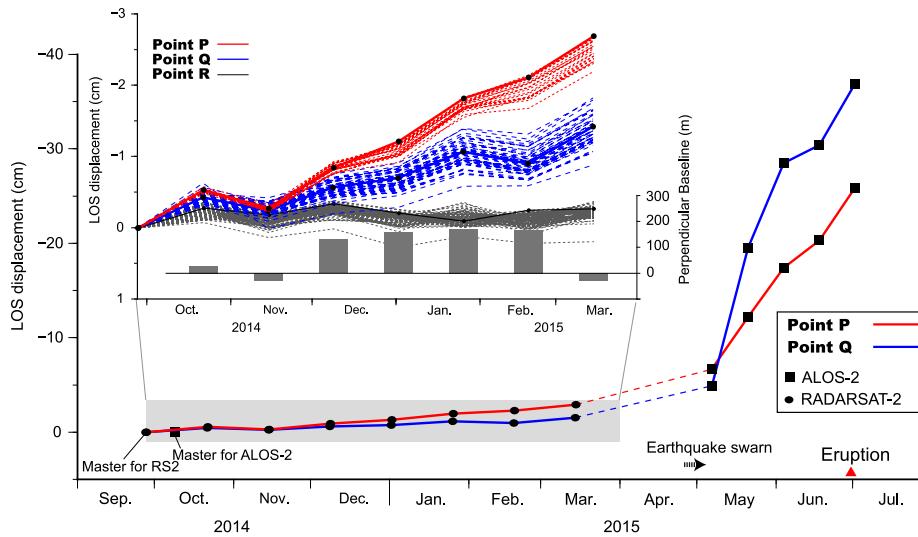 −3
−40
Point P
Point Q
Point R
−2
LOS displacement (cm)
−30
−1
300
200
100
0
Perpendicular Baseline (m)
0
LOS displacement (cm)
−20
1
Oct. Nov. Dec. Jan. Feb. Mar.
2014 2015
−10
Point P
Point Q
ALOS-2
RADARSAT-2
0
Master for RS2
Master for ALOS-2
Earthquake swarn
Eruption
Sep. Oct. Nov. Dec. Jan. Feb. Mar. Apr. May Jun. Jul.
2014 2015